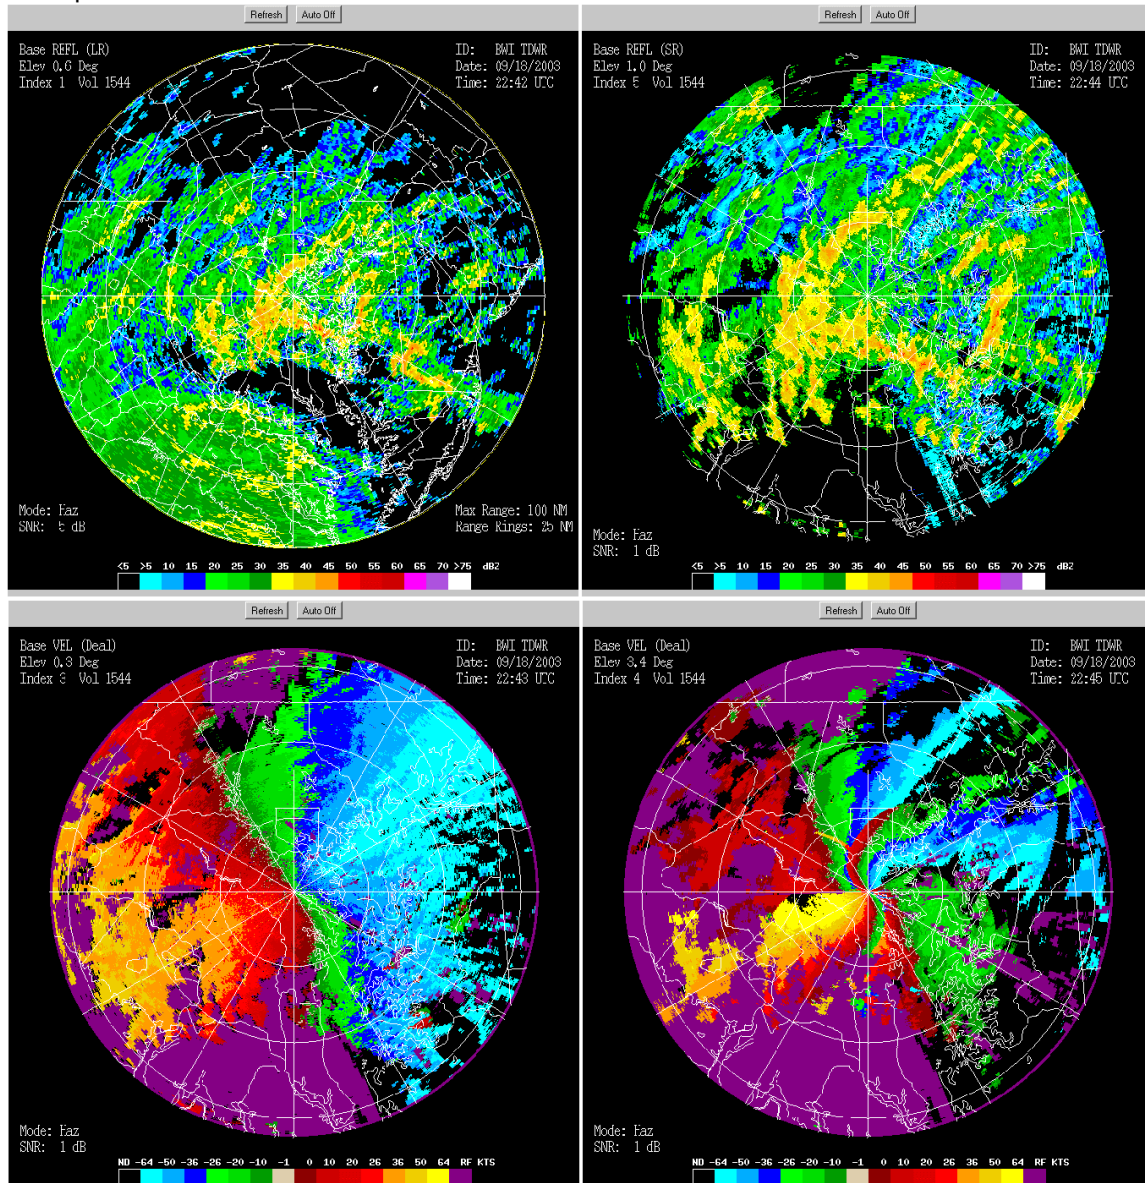 Refresh Auto Off
Base REFL (LR)
Elev 0.6 Deg
Index 1 Vol 1544
ID: BWI TDWR
Date: 09/18/2003
Time: 22:42 UTC
Mode: Haz
SNR: 5 dB
Max Range: 100 NM
Range Rings: 25 NM
<5 >5 10 15 20 25 30 35 40 45 50 55 60 65 70 >75 dBZ
Refresh Auto Off
Base REFL (SR)
Elev 1.0 Deg
Index 5 Vol 1544
ID: BWI TDWR
Date: 09/18/2003
Time: 22:44 UTC
Mode: Haz
SNR: 1 dB
<5 >5 10 15 20 25 30 35 40 45 50 55 60 65 70 >75 dBZ
Refresh Auto Off
Base VEL (Deal)
Elev 0.3 Deg
Index 3 Vol 1544
ID: BWI TDWR
Date: 09/18/2003
Time: 22:43 UTC
Mode: Haz
SNR: 1 dB
ND -64 -50 -36 -26 -20 -10 -1 0 10 20 26 36 50 64 RF KTS
Refresh Auto Off
Base VEL (Deal)
Elev 3.4 Deg
Index 4 Vol 1544
ID: BWI TDWR
Date: 09/18/2003
Time: 22:45 UTC
Mode: Haz
SNR: 1 dB
ND -64 -50 -36 -26 -20 -10 -1 0 10 20 26 36 50 64 RF KTS